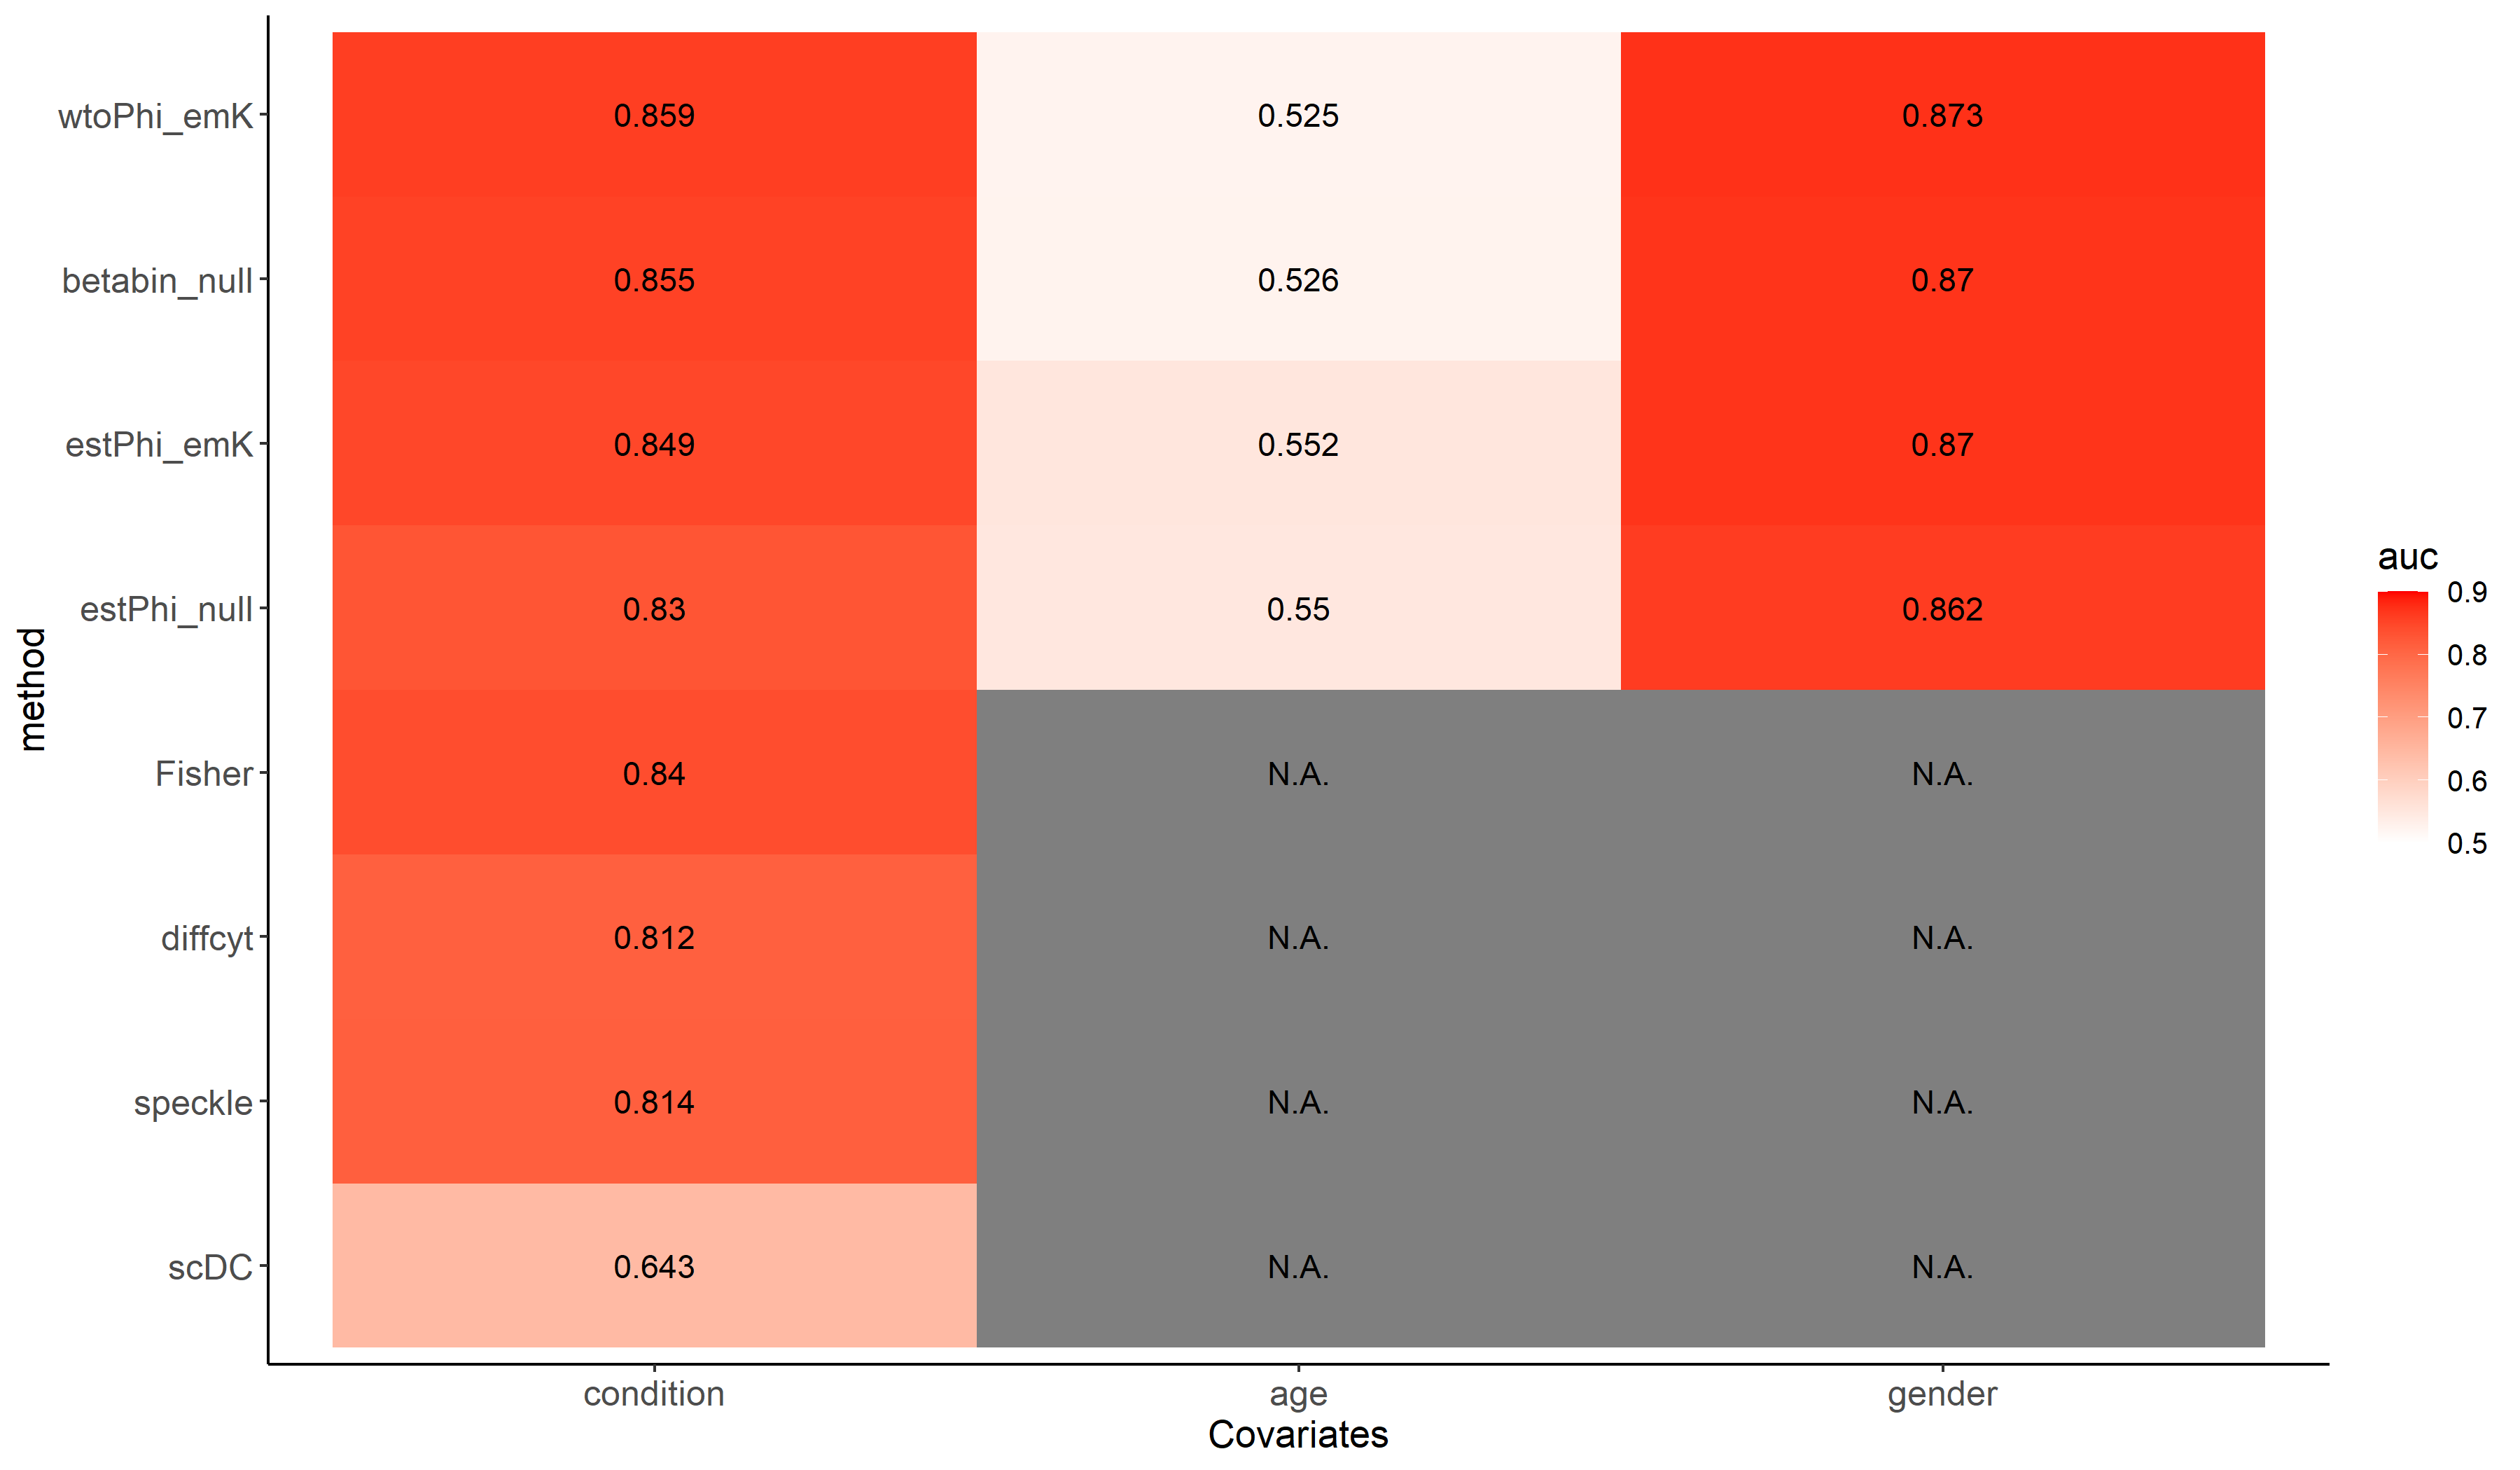 wtoPhi_emK 0.859 0.525 0.873
betabin_null 0.855 0.526 0.87
estPhi_emK 0.849 0.552 0.87
estPhi_null 0.83 0.55 0.862
Fisher 0.84 N.A. N.A.
diffcyt 0.812 N.A. N.A.
speckle 0.814 N.A. N.A.
scDC 0.643 N.A. N.A.
method
condition age gender
Covariates
auc
0.9
0.8
0.7
0.6
0.5